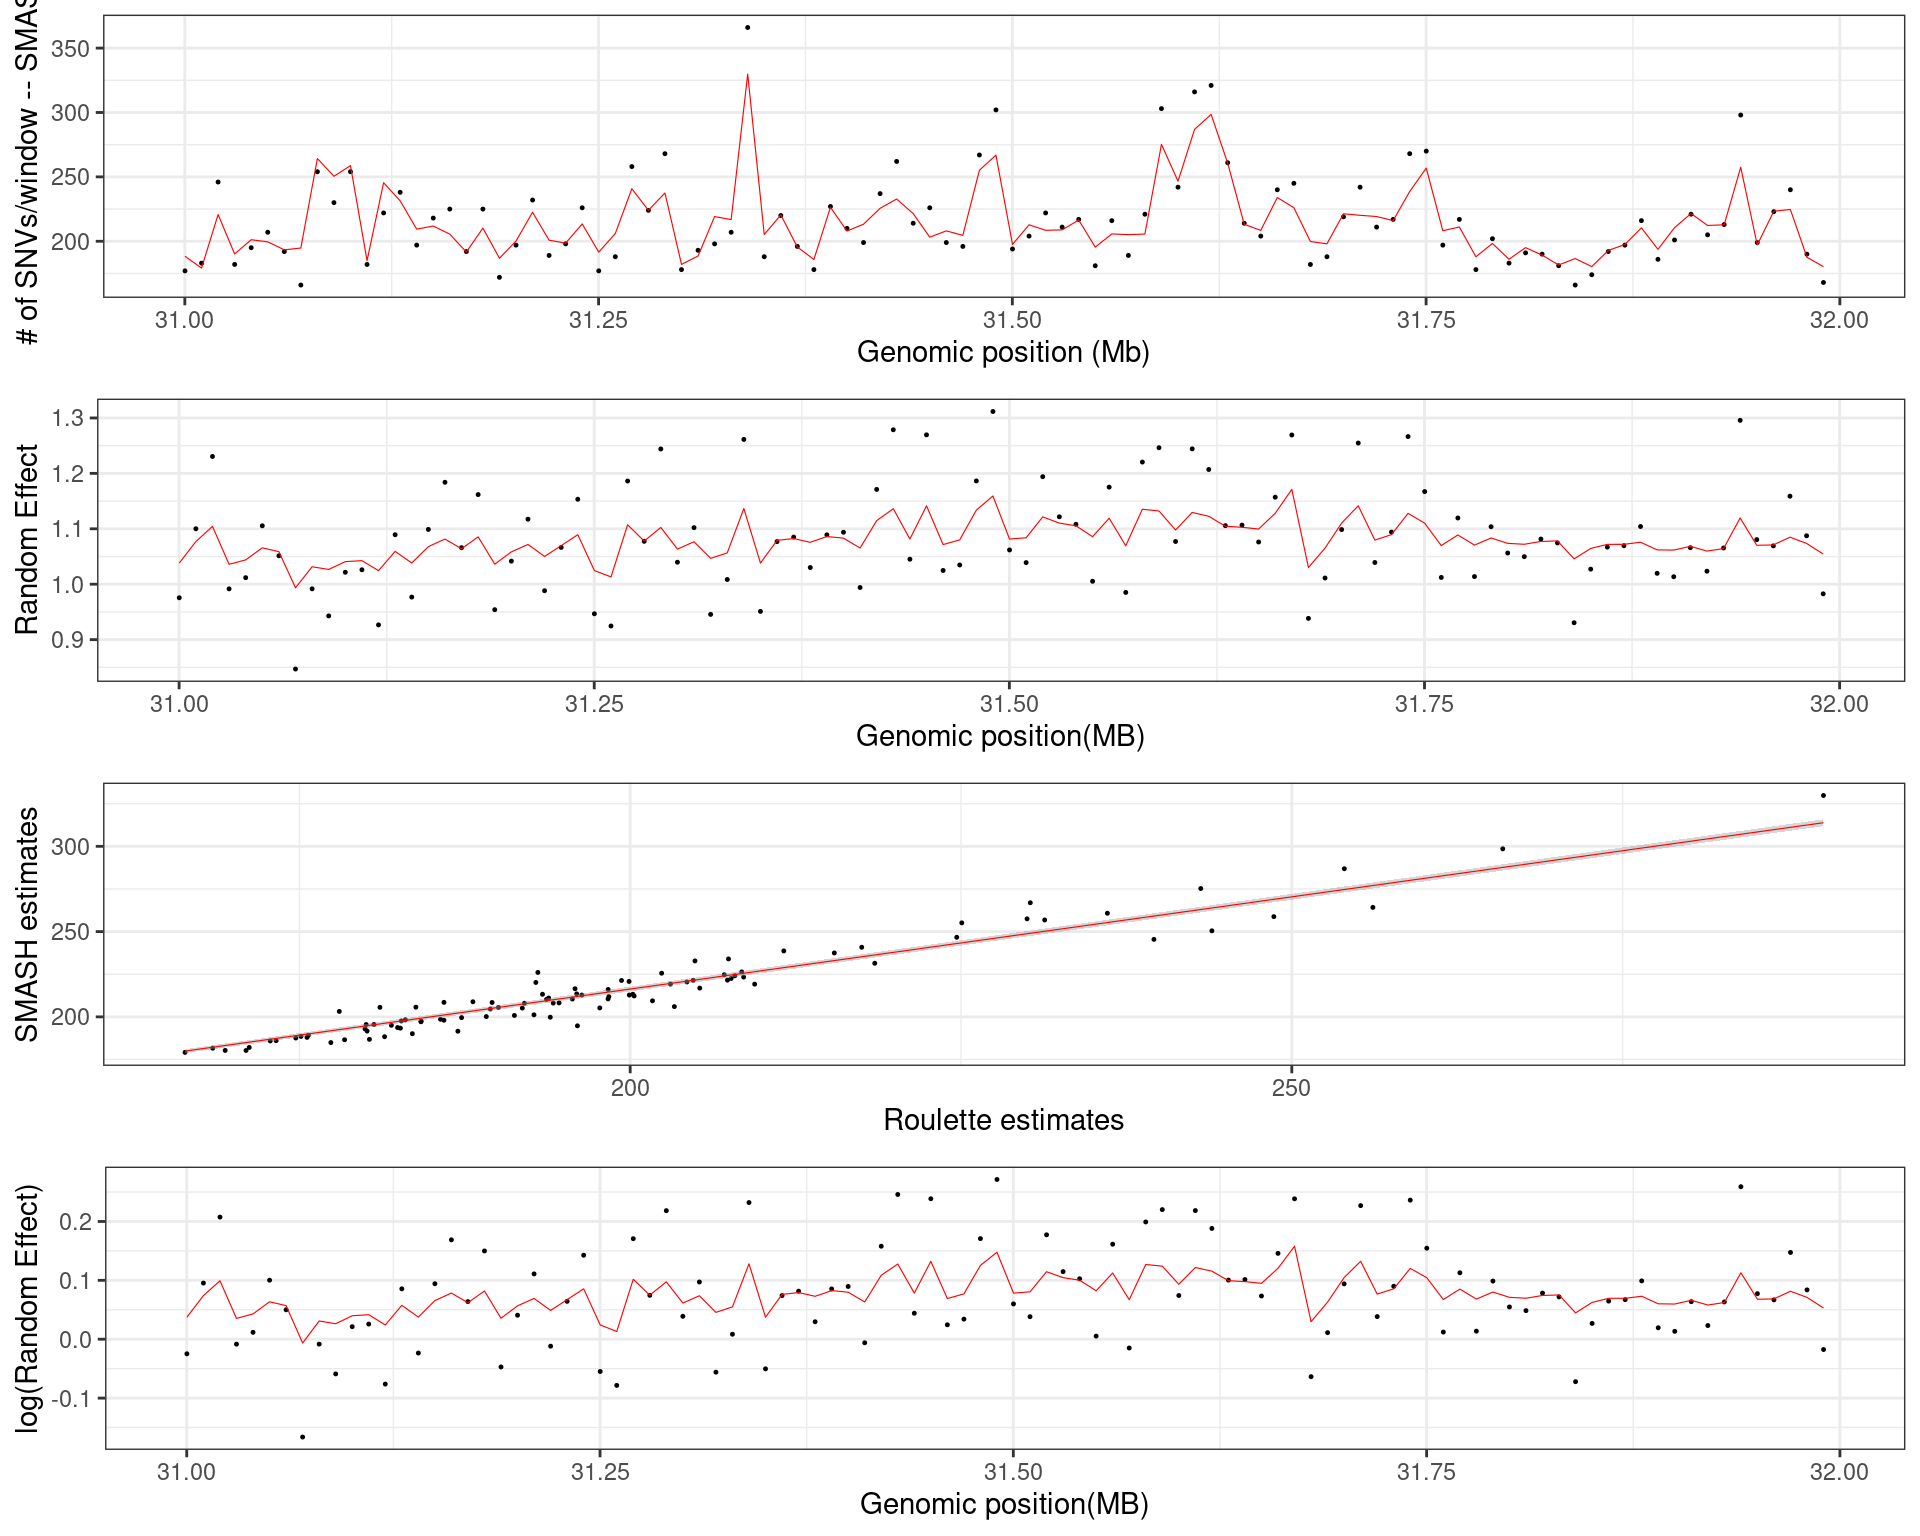 # of SNVs/window -- SMAS
350
300
250
200
31.00 31.25 31.50 31.75 32.00
Genomic position (Mb)
Random Effect
1.3
1.2
1.1
1.0
0.9
31.00 31.25 31.50 31.75 32.00
Genomic position(MB)
SMASH estimates
300
250
200
200 250
Roulette estimates
log(Random Effect)
0.2
0.1
0.0
-0.1
31.00 31.25 31.50 31.75 32.00
Genomic position(MB)